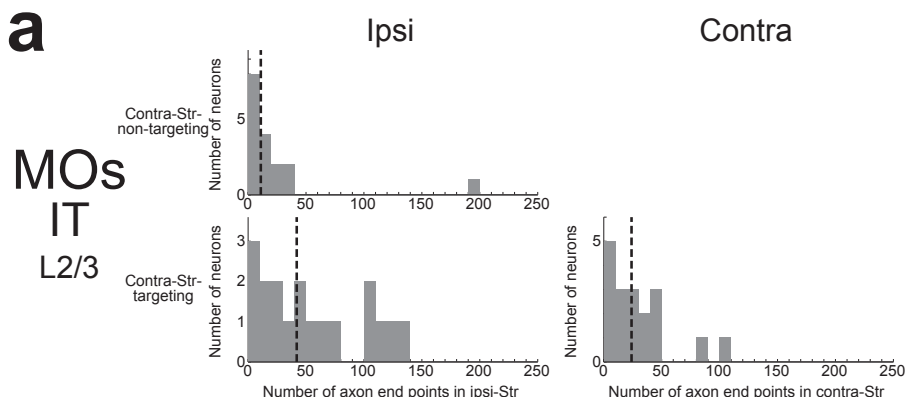 a
Ipsi
Contra
MOs
IT
L2/3
Contra-Str-
non-targeting
Number of neurons
5
0
0 50 100 150 200 250
Contra-Str-
targeting
Number of neurons
3
2
1
0
0 50 100 150 200 250
Number of axon end points in ipsi-Str
Number of neurons
5
0
0 50 100 150 200 250
Number of axon end points in contra-Str